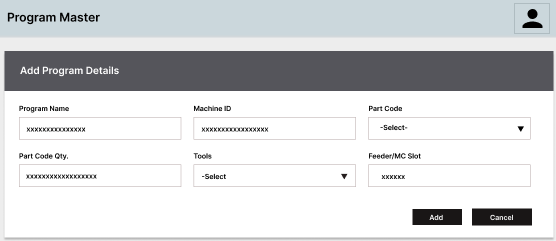 Program Master
Add Program Details
Program Name Machine ID Part Code
xxxxxxxxxxxxxxx xxxxxxxxxxxxxxxxx -Select-
Part Code Qty. Tools Feeder/MC Slot
xxxxxxxxxxxxxxxxxx -Select xxxxxx
Add Cancel